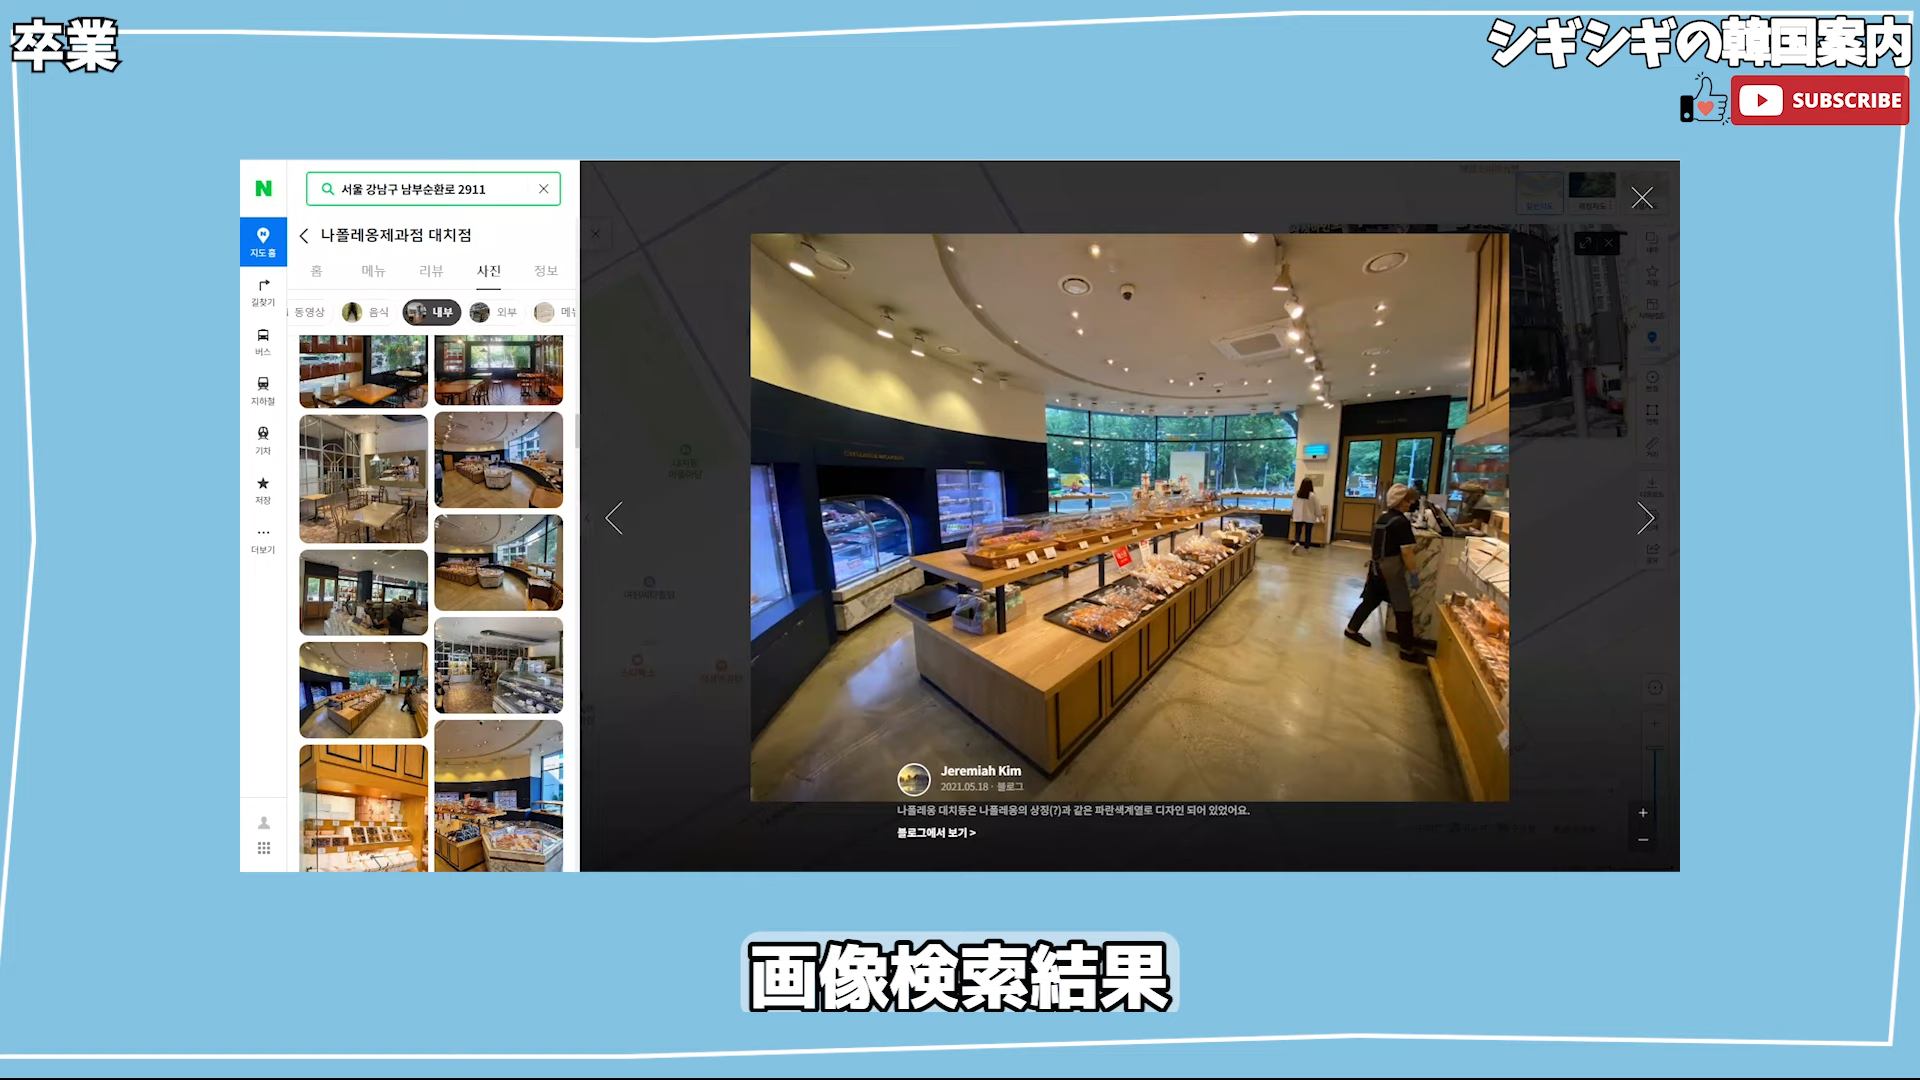 卒業
シギシギの韓国案内
SUBSCRIBE
N
서울 강남구 남부순환로 2911
지도 홈
나폴레옹제과점 대치점
홈 메뉴 리뷰 사진 정보
길찾기
동영상 음식 내부 외부 메뉴
버스
지하철
기차
저장
더보기
Jeremiah Kim
2021.05.18 · 블로그
나폴레옹 대치동은 나폴레옹의 상징(?)과 같은 파란색계열로 디자인 되어 있었어요.
블로그에서 보기 >
画像検索結果